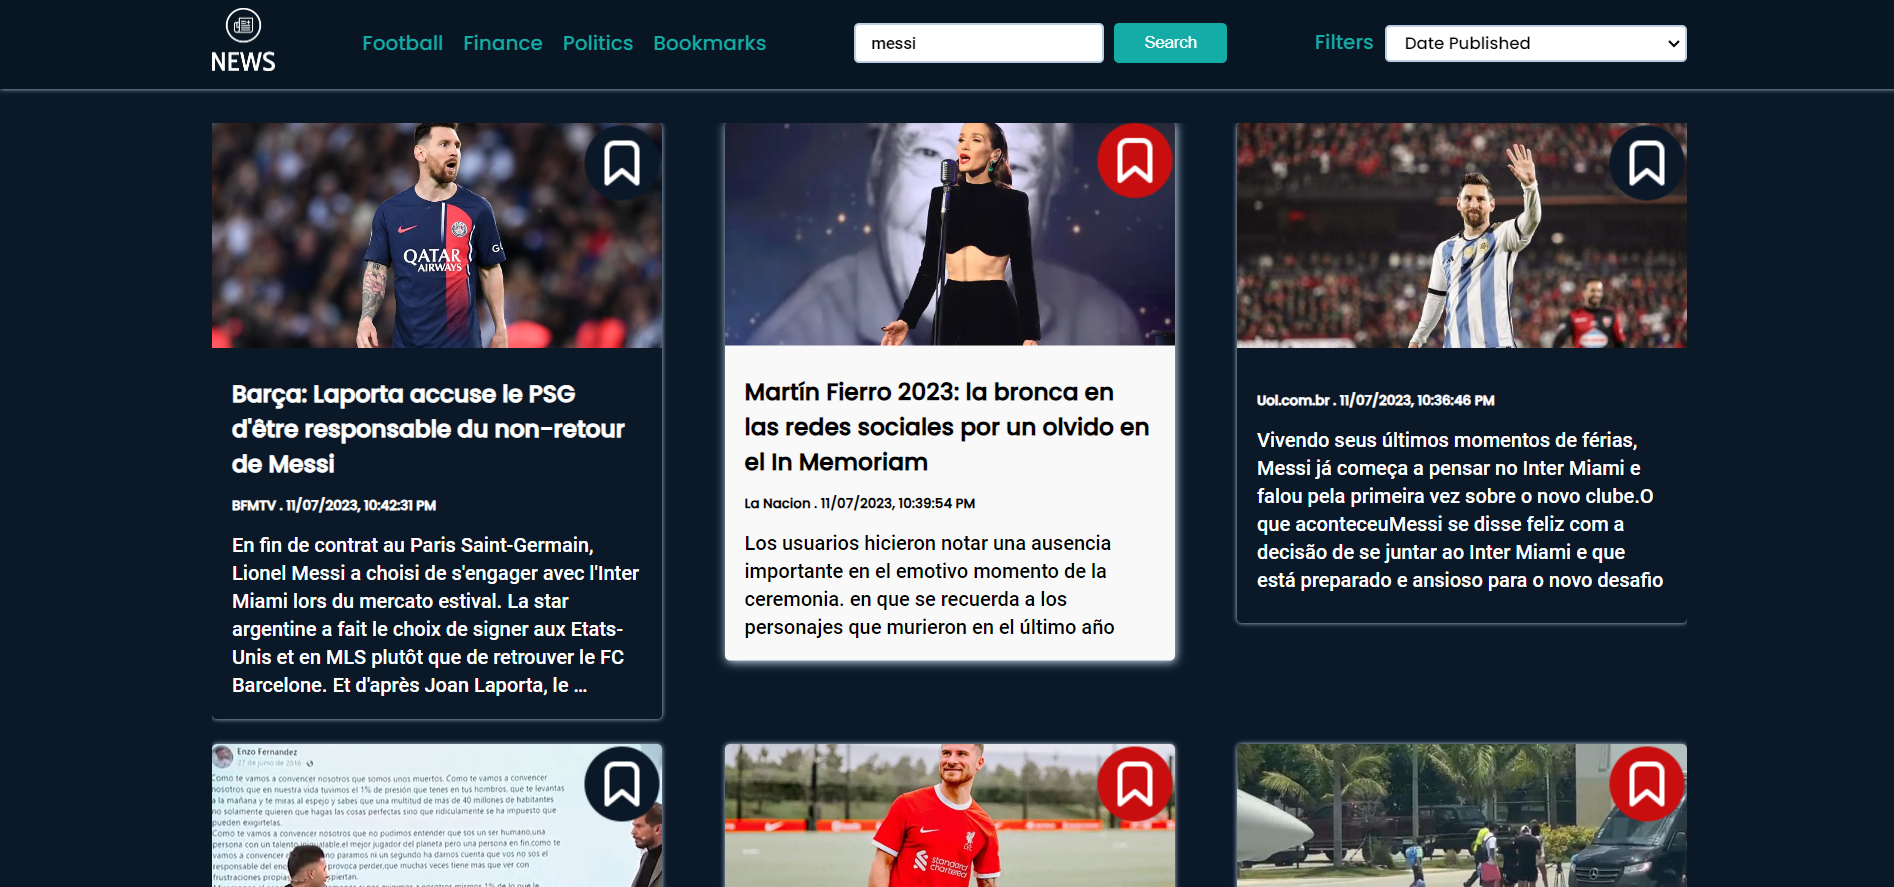 NEWS
Football Finance Politics Bookmarks
messi
Search
Filters
Date Published
QATAR
AIRWAYS
Barça: Laporta accuse le PSG
d'être responsable du non-retour
de Messi
BFMTV . 11/07/2023, 10:42:31 PM
En fin de contrat au Paris Saint-Germain,
Lionel Messi a choisi de s'engager avec l'Inter
Miami lors du mercato estival. La star
argentine a fait le choix de signer aux Etats-
Unis et en MLS plutôt que de retrouver le FC
Barcelone. Et d'après Joan Laporta, le ...
Martín Fierro 2023: la bronca en
las redes sociales por un olvido en
el In Memoriam
La Nacion . 11/07/2023, 10:39:54 PM
Los usuarios hicieron notar una ausencia
importante en el emotivo momento de la
ceremonia. en que se recuerda a los
personajes que murieron en el último año
Uol.com.br . 11/07/2023, 10:36:46 PM
Vivendo seus últimos momentos de férias,
Messi já começa a pensar no Inter Miami e
falou pela primeira vez sobre o novo clube.O
que aconteceuMessi se disse feliz com a
decisão de se juntar ao Inter Miami e que
está preparado e ansioso para o novo desafio
Enzo Fernandez
27 de junio de 2016
Como te vamos a convencer nosotros que somos unos muertos. Como te vamos a convencer
nosotros que en nuestra vida tuvimos el 1% de presión que tenes en tus hombros, que te levantas
a la mañana y te miras al espejo y sabes que una multitud de más de 40 millones de habitantes
no solamente quieren que hagas las cosas perfectas sino que ridículamente se ha impuesto que
pueden exigirtelas.
Como te vamos a convencer nosotros que no pudimos entender que sos un ser humano,una
persona con un talento inigualable,el mejor jugador del planeta pero una persona en fin.como te
vamos a convencer no paramos ni un segundo ha darnos cuenta que vos no sos el
responsable del provoca perder,que muchas veces tiene mas que ver con
frustraciones propias
standard
chartered